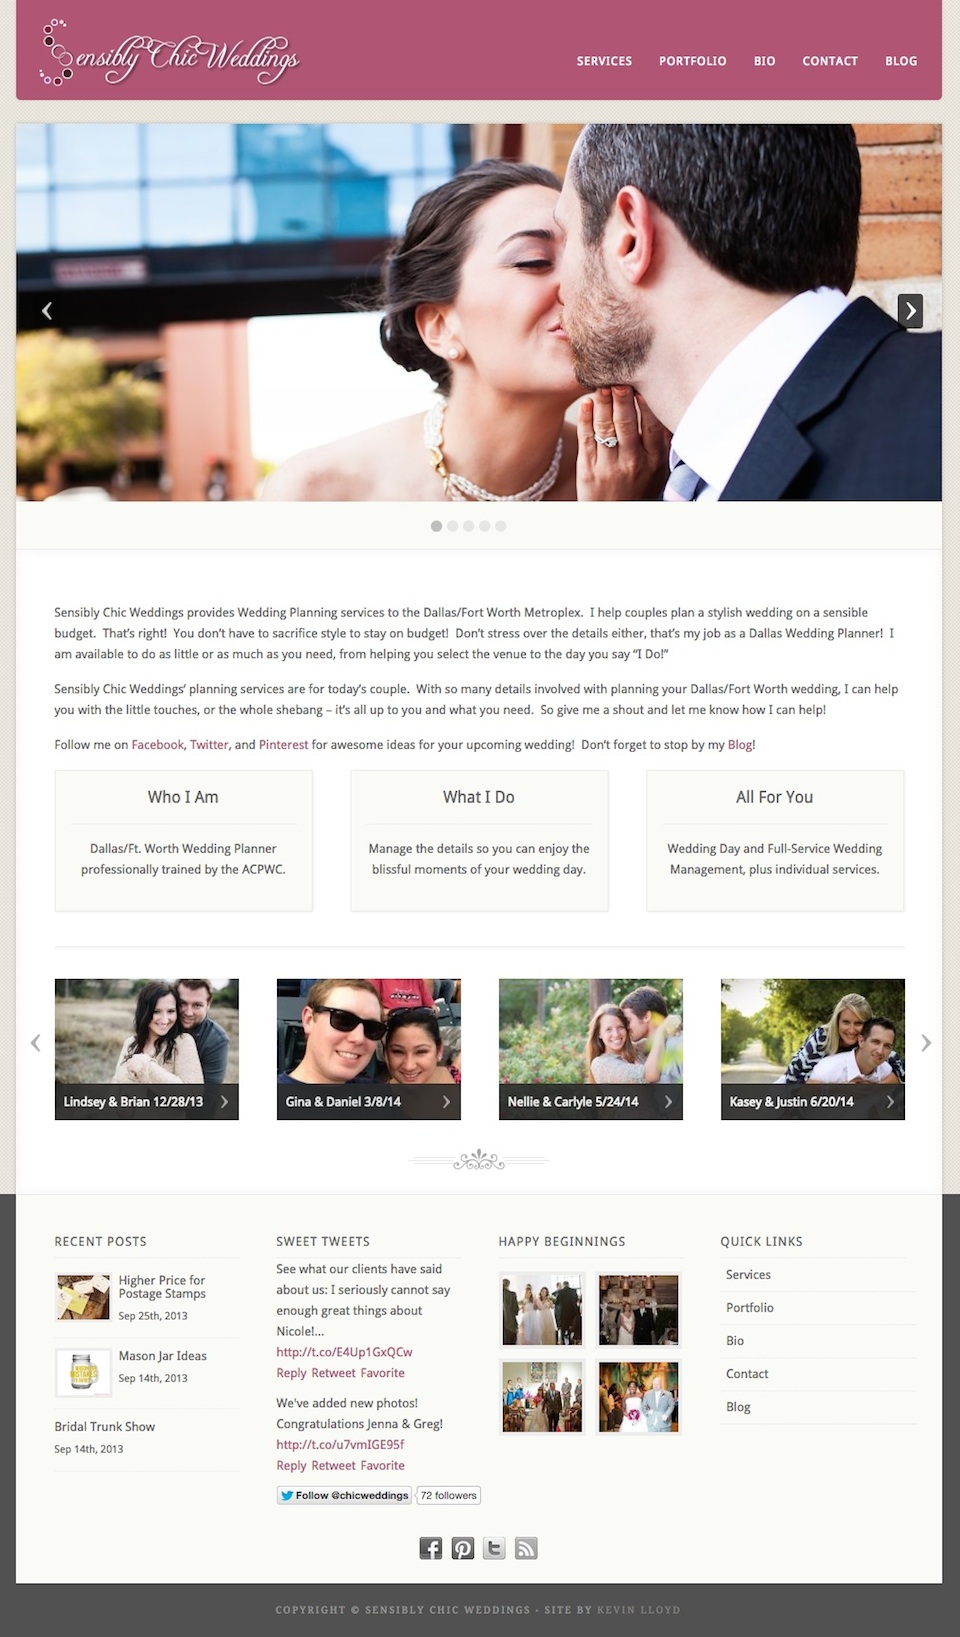 Sensibly Chic Weddings
SERVICES PORTFOLIO BIO CONTACT BLOG
Sensibly Chic Weddings provides Wedding Planning services to the Dallas/Fort Worth Metroplex. I help couples plan a stylish wedding on a sensible
budget. That's right! You don't have to sacrifice style to stay on budget! Don't stress over the details either, that's my job as a Dallas Wedding Planner! I
am available to do as little or as much as you need, from helping you select the venue to the day you say “I Do!”
Sensibly Chic Weddings' planning services are for today's couple. With so many details involved with planning your Dallas/Fort Worth wedding, I can help
you with the little touches, or the whole shebang – it's all up to you and what you need. So give me a shout and let me know how I can help!
Follow me on Facebook, Twitter, and Pinterest for awesome ideas for your upcoming wedding! Don't forget to stop by my Blog!
Who I Am
Dallas/Ft. Worth Wedding Planner
professionally trained by the ACPWC.
What I Do
Manage the details so you can enjoy the
blissful moments of your wedding day.
All For You
Wedding Day and Full-Service Wedding
Management, plus individual services.
Lindsey & Brian 12/28/13
Gina & Daniel 3/8/14
Nellie & Carlyle 5/24/14
Kasey & Justin 6/20/14
RECENT POSTS
Higher Price for
Postage Stamps
Sep 25th, 2013
Mason Jar Ideas
Sep 14th, 2013
Bridal Trunk Show
Sep 14th, 2013
SWEET TWEETS
See what our clients have said
about us: I seriously cannot say
enough great things about
Nicole!...
http://t.co/E4Up1GxQCw
Reply Retweet Favorite
We've added new photos!
Congratulations Jenna & Greg!
http://t.co/u7vmIGE95f
Reply Retweet Favorite
Follow @chicweddings 72 followers
HAPPY BEGINNINGS
QUICK LINKS
Services
Portfolio
Bio
Contact
Blog
COPYRIGHT © SENSIBLY CHIC WEDDINGS - SITE BY KEVIN LLOYD